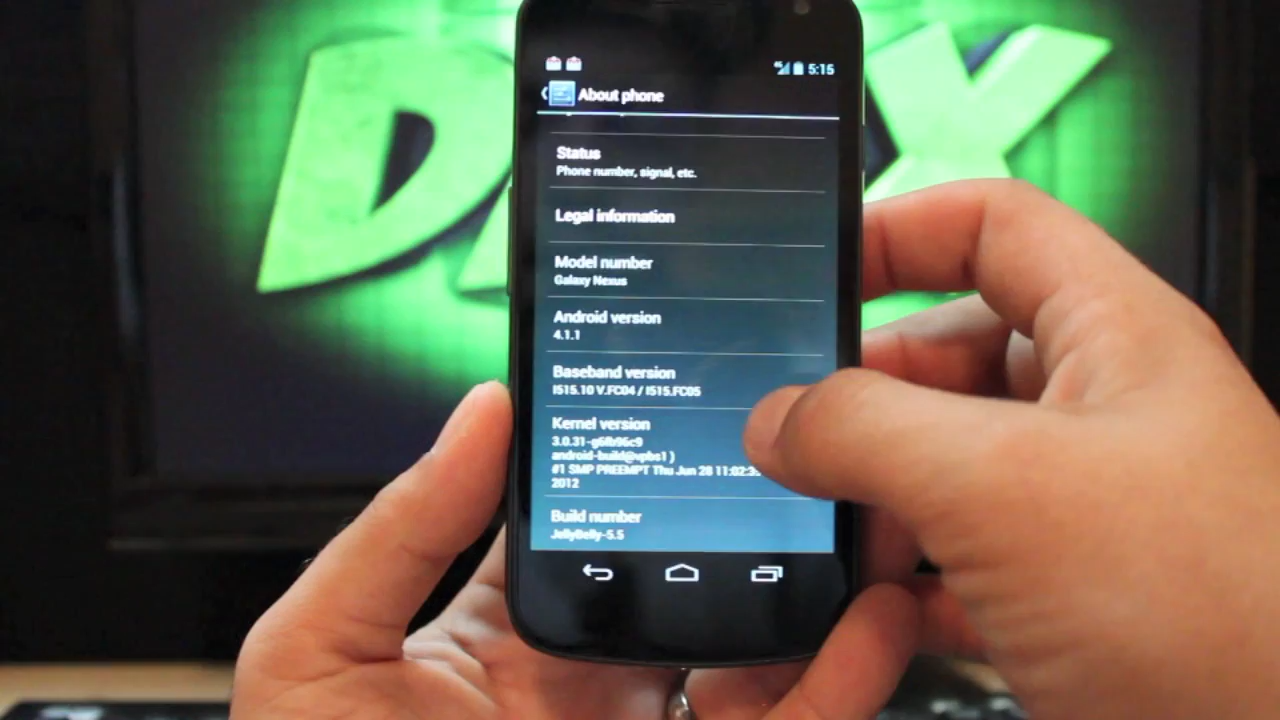 5:15
About phone
Status
Phone number, signal, etc.
Legal information
Model number
Galaxy Nexus
Android version
4.1.1
Baseband version
I515.10 V.FC04 / I515.FC05
Kernel version
3.0.31-g6fb96c9
android-build@vpbs1 )
#1 SMP PREEMPT Thu Jun 28 11:02:3
2012
Build number
JellyBelly-5.5